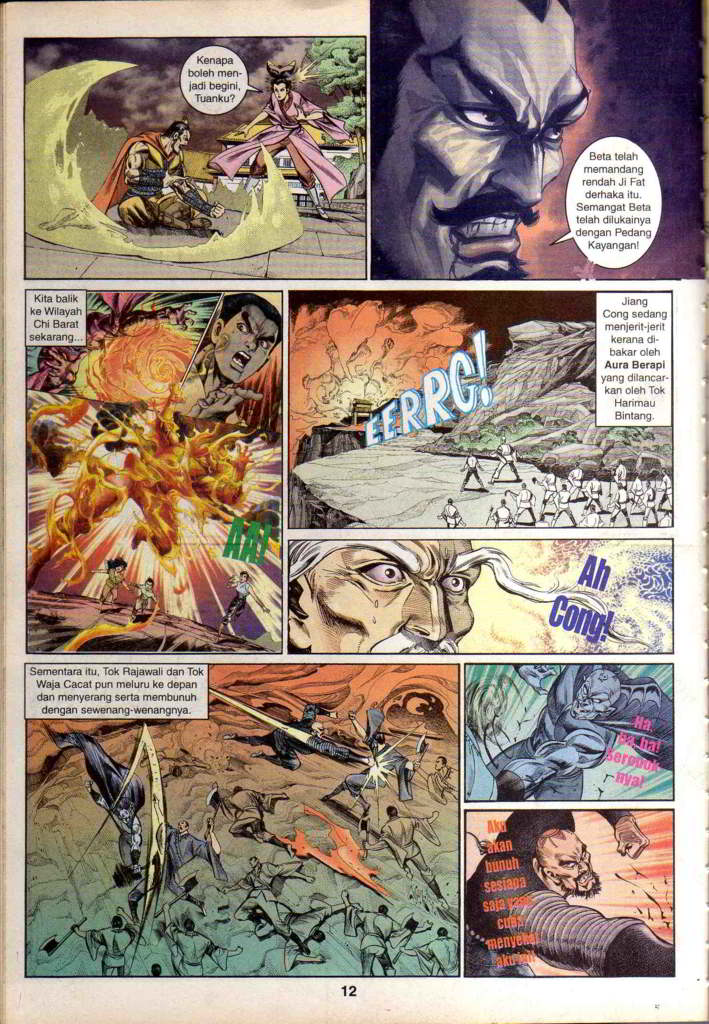 Kenapa
boleh men-
jadi begini,
Tuanku?
Beta telah
memandang
rendah Ji Fat
derhaka itu.
Semangat Beta
telah dilukainya
dengan Pedang
Kayangan!
Kita balik
ke Wilayah
Chi Barat
sekarang...
AA!
Jiang
Cong sedang
menjerit-jerit
kerana di-
bakar oleh
Aura Berapi
yang dilancar-
kan oleh Tok
Harimau
Bintang.
EERRG!
Ah
Cong!
Sementara itu, Tok Rajawali dan Tok
Waja Cacat pun meluru ke depan
dan menyerang serta membunuh
dengan sewenang-wenangnya.
Ha,
ha, ha!
Seronok-
nya!
Aku
akan
bunuh
sesiapa
saja yang
cuba
menyekat
aku lari!
12